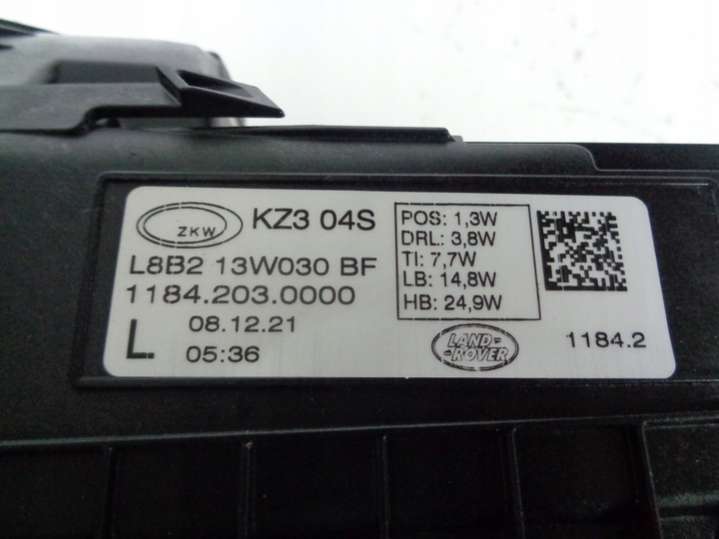 ZKW KZ3 04S
L8B2 13W030 BF
1184.203.0000
L 08.12.21
05:36
POS: 1,3W
DRL: 3,8W
TI: 7,7W
LB: 14,8W
HB: 24,9W
LAND-
-ROVER
1184.2